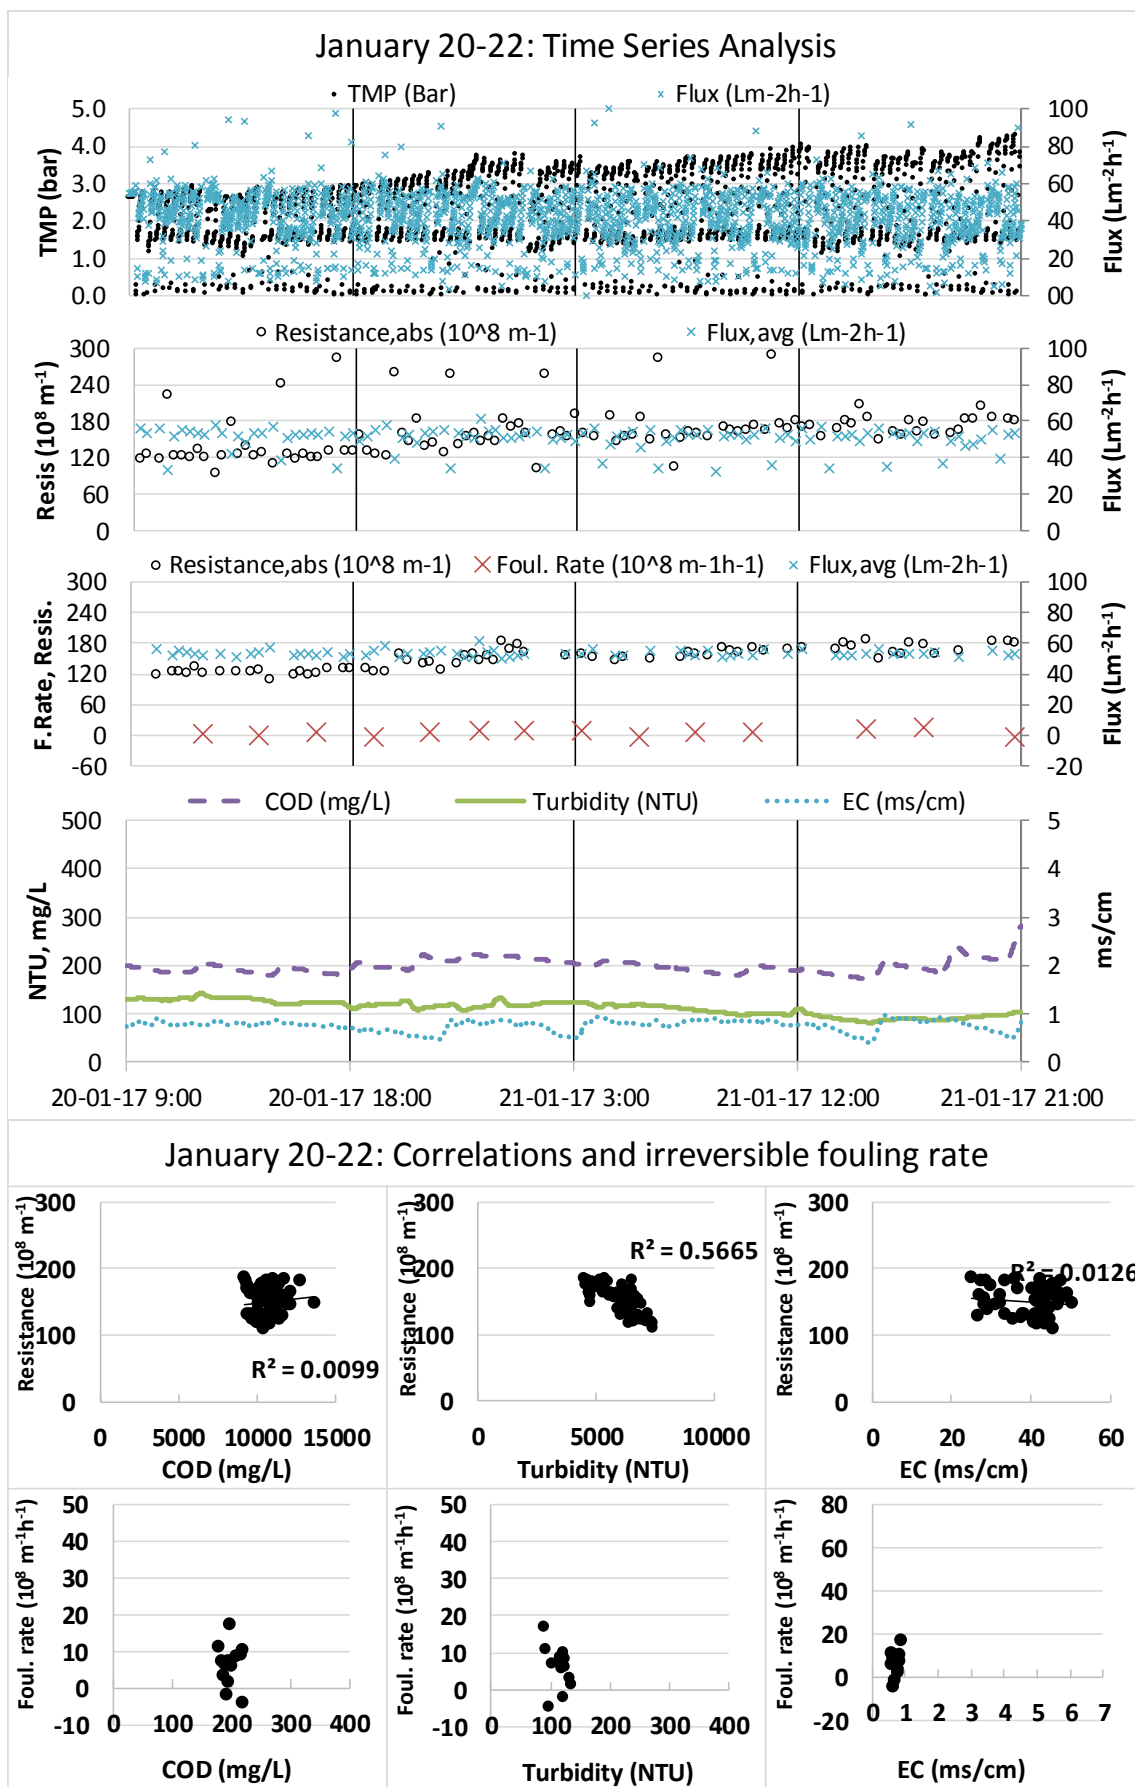 January 20-22: Time Series Analysis
TMP (Bar) Flux (Lm-2h-1)
5.0 100
4.0 80
3.0 60
2.0 40
1.0 20
0.0 00
TMP (bar)
Flux (Lm-2h-1)
Resistance,abs (10^8 m-1) Flux,avg (Lm-2h-1)
300 100
240 80
180 60
120 40
60 20
0 0
Resis (10⁸ m⁻¹)
Flux (Lm⁻²h⁻¹)
Resistance,abs (10^8 m-1) Foul. Rate (10^8 m-1h-1) Flux,avg (Lm-2h-1)
300 100
240 80
180 60
120 40
60 20
0 0
-60 -20
F.Rate, Resis.
Flux (Lm⁻²h⁻¹)
COD (mg/L) Turbidity (NTU) EC (ms/cm)
500 5
400 4
300 3
200 2
100 1
0 0
NTU, mg/L
ms/cm
20-01-17 9:00 20-01-17 18:00 21-01-17 3:00 21-01-17 12:00 21-01-17 21:00
January 20-22: Correlations and irreversible fouling rate
Resistance (10⁸ m⁻¹)
300
200
100
0
R² = 0.0099
0 5000 10000 15000
COD (mg/L)
Resistance (10⁸ m⁻¹)
300
200
100
0
R² = 0.5665
0 5000 10000
Turbidity (NTU)
Resistance (10⁸ m⁻¹)
300
200
100
0
R² = 0.0126
0 20 40 60
EC (ms/cm)
Foul. rate (10⁸ m⁻¹h⁻¹)
50
40
30
20
10
0
-10
0 100 200 300 400
COD (mg/L)
Foul. rate (10⁸ m⁻¹h⁻¹)
50
40
30
20
10
0
-10
0 100 200 300 400
Turbidity (NTU)
Foul. rate (10⁸ m⁻¹h⁻¹)
80
60
40
20
0
-20
0 1 2 3 4 5 6 7
EC (ms/cm)